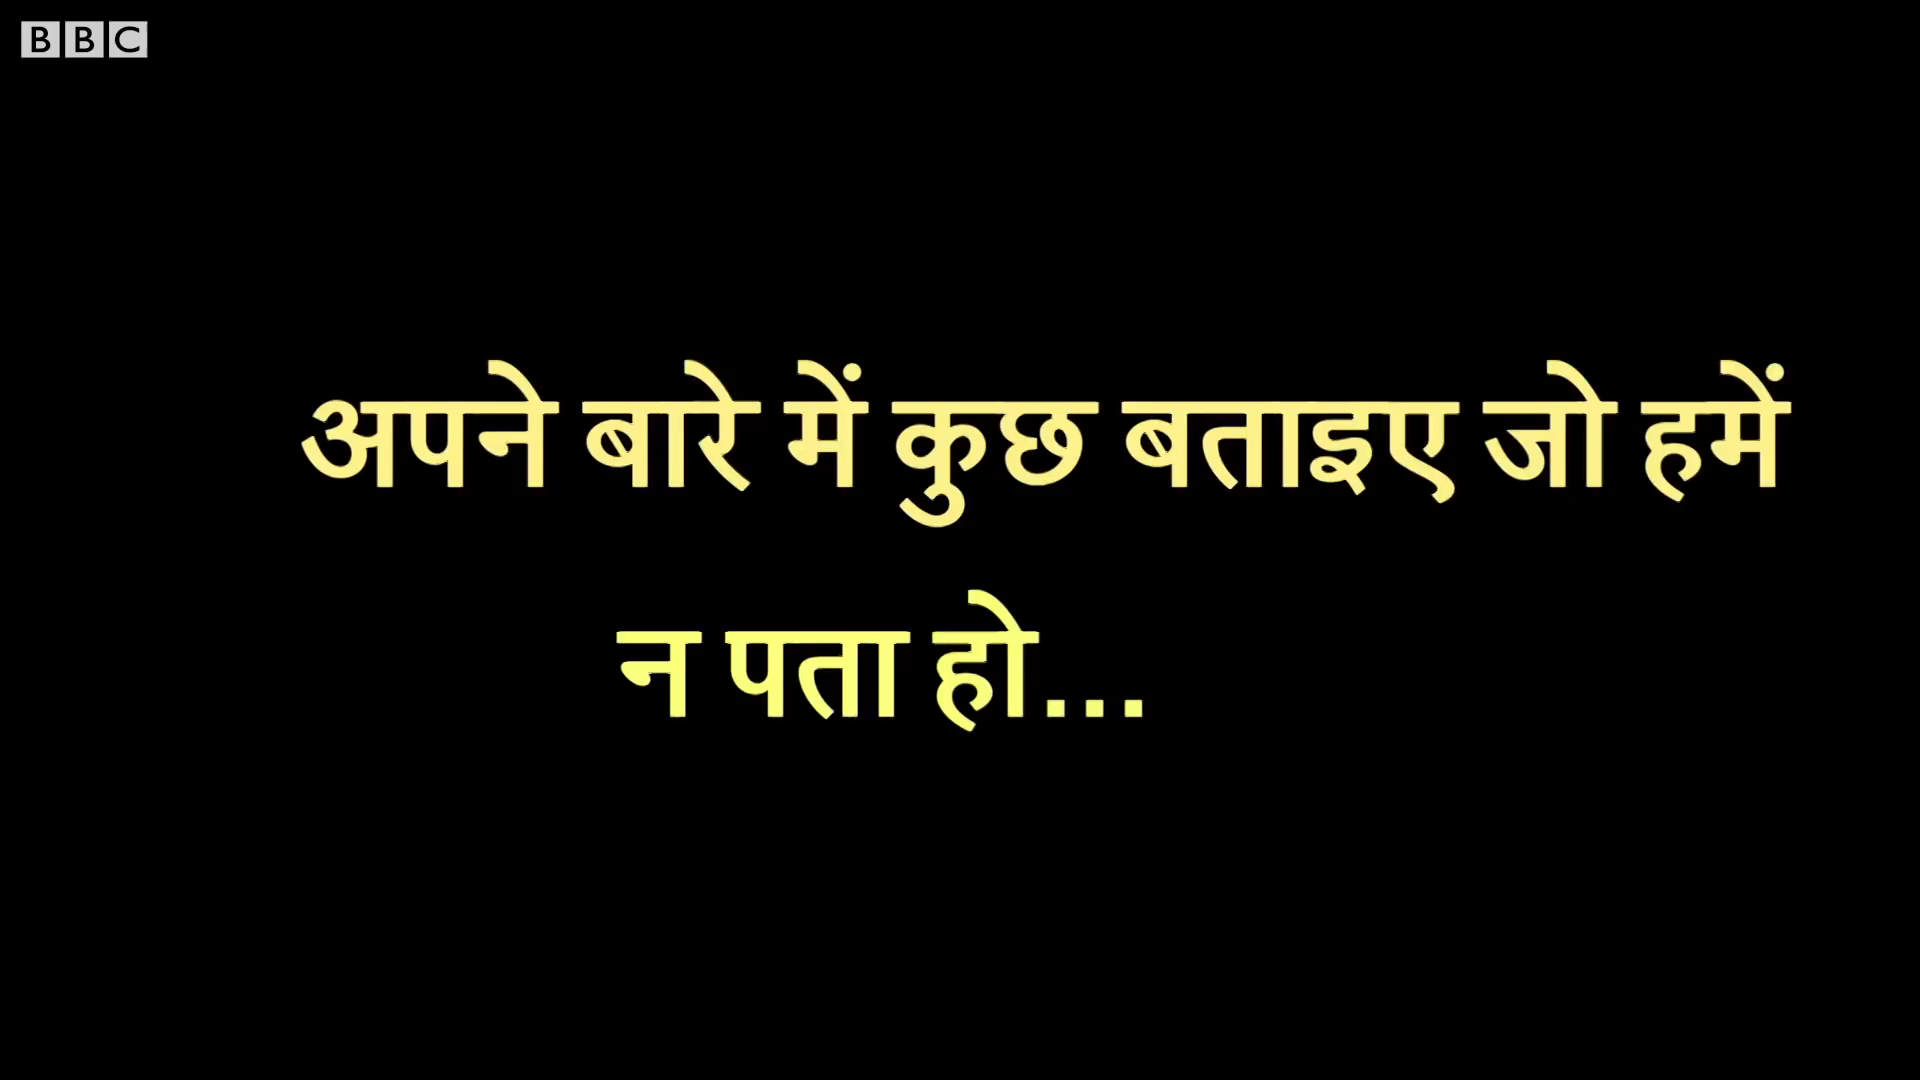 BBC
अपने बारे में कुछ बताइए जो हमें
न पता हो...